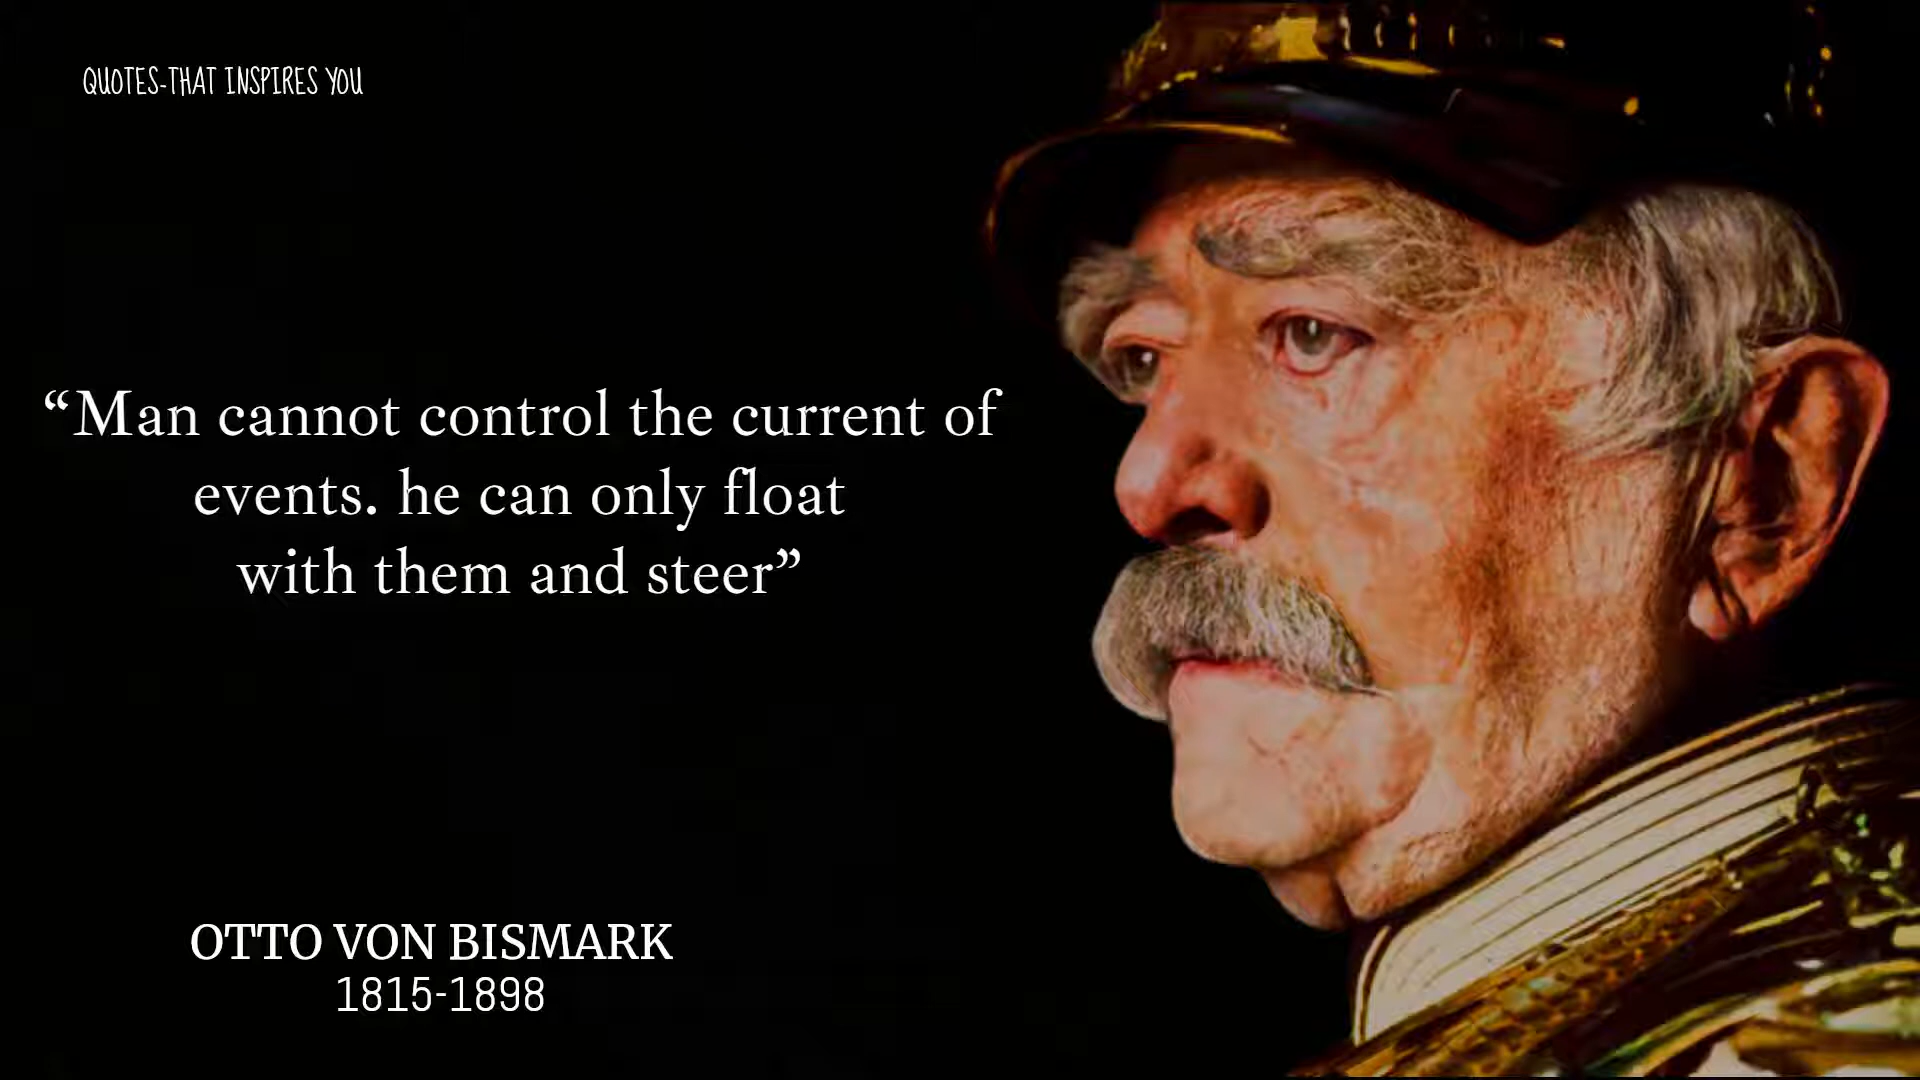 QUOTES-THAT INSPIRES YOU
“Man cannot control the current of
events. he can only float
with them and steer”
OTTO VON BISMARK
1815-1898